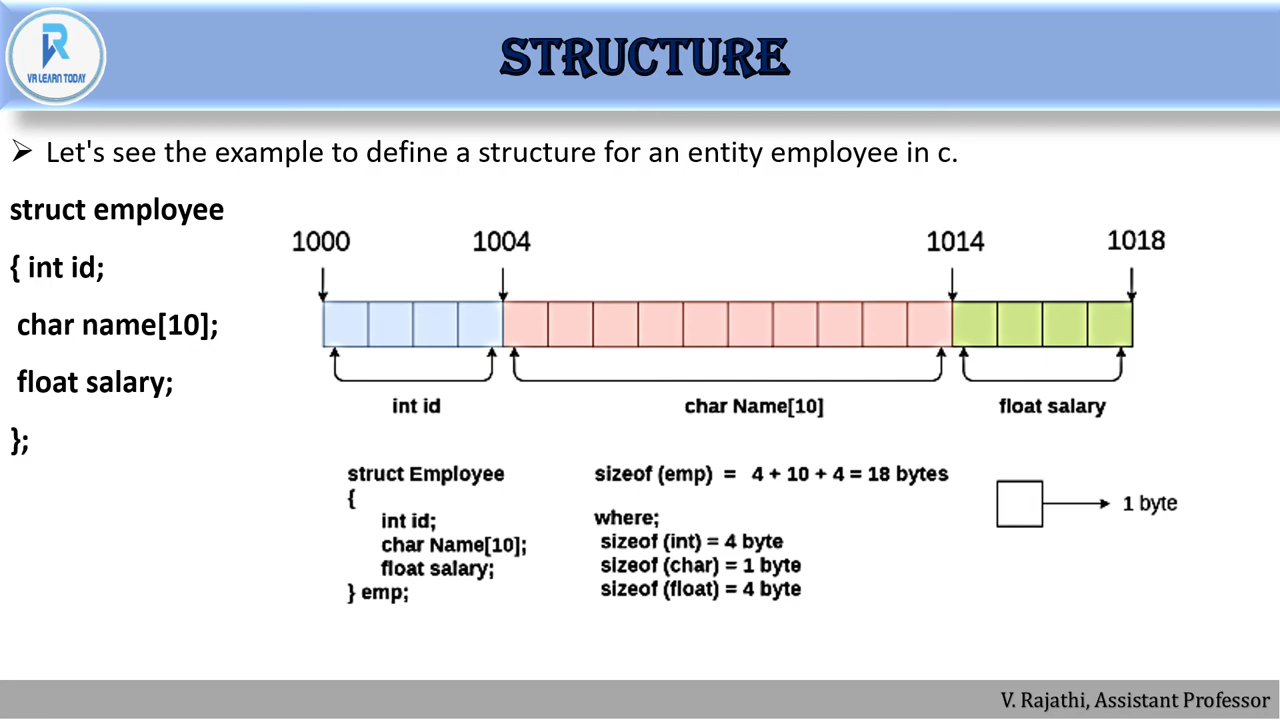 VR LEARN TODAY
STRUCTURE
➢ Let's see the example to define a structure for an entity employee in c.
struct employee
{ int id;
char name[10];
float salary;
};
1000 1004 1014 1018
int id char Name[10] float salary
struct Employee
{
int id;
char Name[10];
float salary;
} emp;
sizeof (emp) = 4 + 10 + 4 = 18 bytes
where;
sizeof (int) = 4 byte
sizeof (char) = 1 byte
sizeof (float) = 4 byte
1 byte
V. Rajathi, Assistant Professor